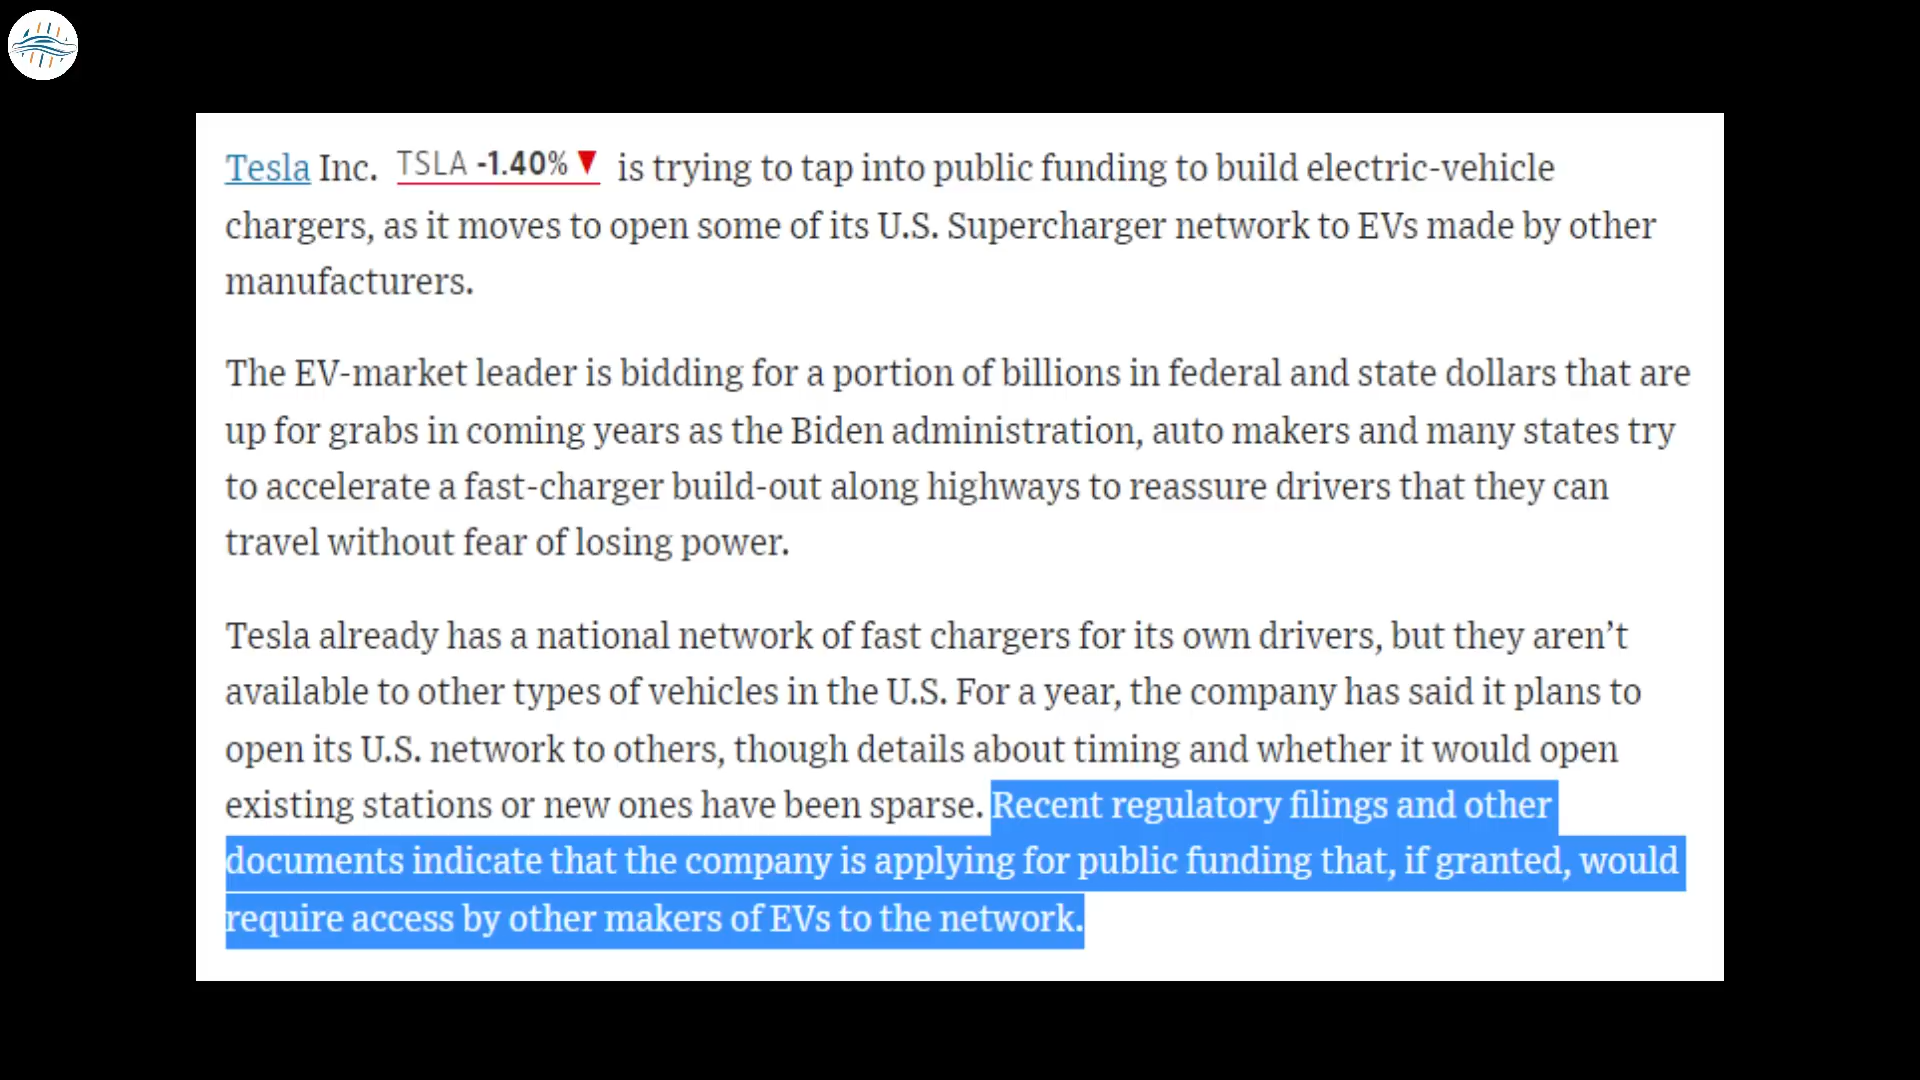 Tesla Inc. TSLA -1.40% ▼ is trying to tap into public funding to build electric-vehicle
chargers, as it moves to open some of its U.S. Supercharger network to EVs made by other
manufacturers.
The EV-market leader is bidding for a portion of billions in federal and state dollars that are
up for grabs in coming years as the Biden administration, auto makers and many states try
to accelerate a fast-charger build-out along highways to reassure drivers that they can
travel without fear of losing power.
Tesla already has a national network of fast chargers for its own drivers, but they aren’t
available to other types of vehicles in the U.S. For a year, the company has said it plans to
open its U.S. network to others, though details about timing and whether it would open
existing stations or new ones have been sparse. Recent regulatory filings and other
documents indicate that the company is applying for public funding that, if granted, would
require access by other makers of EVs to the network.